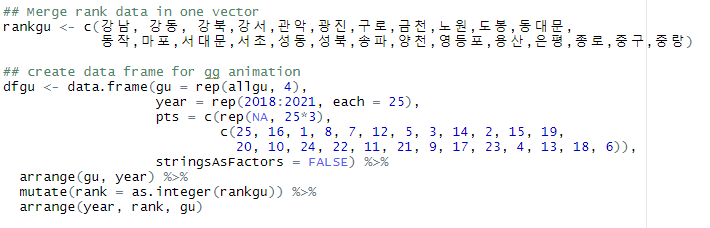 ## Merge rank data in one vector
rankgu <- c(강남, 강동, 강북,강서,관악,광진,구로,금천,노원,도봉,동대문,
동작,마포,서대문,서초,성동,성북,송파,양천,영등포,용산,은평,종로,중구,중랑)
## create data frame for gg animation
dfgu <- data.frame(gu = rep(allgu, 4),
year = rep(2018:2021, each = 25),
pts = c(rep(NA, 25*3),
c(25, 16, 1, 8, 7, 12, 5, 3, 14, 2, 15, 19,
20, 10, 24, 22, 11, 21, 9, 17, 23, 4, 13, 18, 6)),
stringsAsFactors = FALSE) %>%
arrange(gu, year) %>%
mutate(rank = as.integer(rankgu)) %>%
arrange(year, rank, gu)